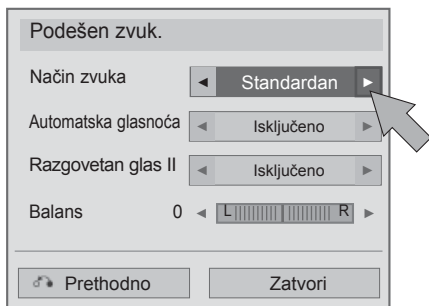 Podešen zvuk.
Način zvuka ◄ Standardan ►
Automatska glasnoća ◄ Isključeno ►
Razgovetan glas II ◄ Isključeno ►
Balans 0 ◄ L R ►
Prethodno Zatvori